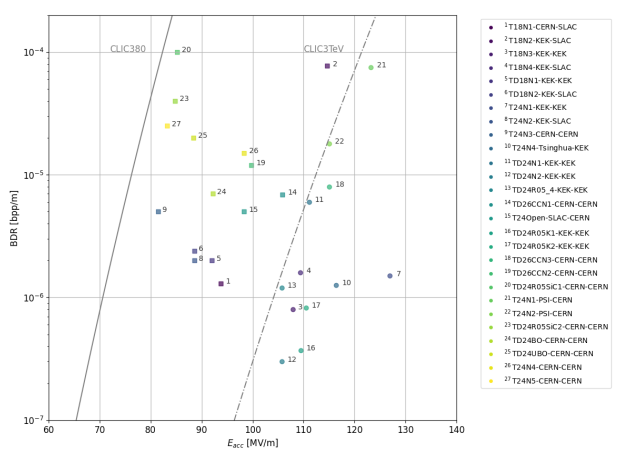 CLIC380
CLIC3TeV
20
2
21
23
27
25
22
26
19
24
14
18
9
15
11
6
8
5
1
4
7
13
10
3
17
16
12
10⁻⁴
10⁻⁵
10⁻⁶
10⁻⁷
BDR [bpp/m]
60 70 80 90 100 110 120 130 140
E_acc [MV/m]
¹T18N1-CERN-SLAC
²T18N2-KEK-SLAC
³T18N3-KEK-KEK
⁴T18N4-KEK-SLAC
⁵TD18N1-KEK-KEK
⁶TD18N2-KEK-SLAC
⁷T24N1-KEK-KEK
⁸T24N2-KEK-SLAC
⁹T24N3-CERN-CERN
¹⁰T24N4-Tsinghua-KEK
¹¹TD24N1-KEK-KEK
¹²TD24N2-KEK-KEK
¹³TD24R05_4-KEK-KEK
¹⁴TD26CCN1-CERN-CERN
¹⁵T24Open-SLAC-CERN
¹⁶TD24R05K1-KEK-KEK
¹⁷TD24R05K2-KEK-KEK
¹⁸TD26CCN3-CERN-CERN
¹⁹TD26CCN2-CERN-CERN
²⁰TD24R05SiC1-CERN-CERN
²¹T24N1-PSI-CERN
²²T24N2-PSI-CERN
²³TD24R05SiC2-CERN-CERN
²⁴TD24BO-CERN-CERN
²⁵TD24UBO-CERN-CERN
²⁶T24N4-CERN-CERN
²⁷T24N5-CERN-CERN